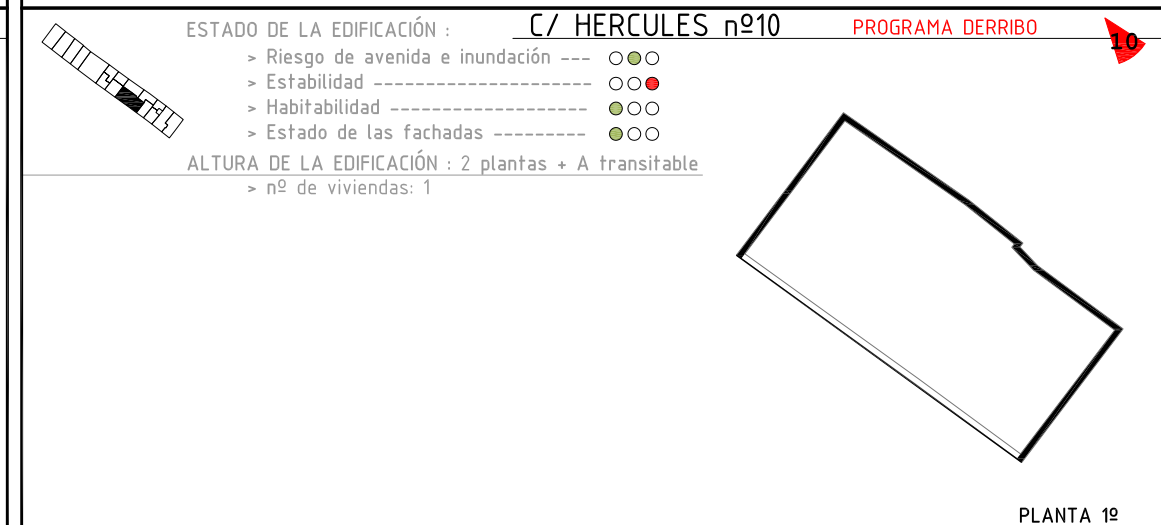 C/ HERCULES nº10
PROGRAMA DERRIBO
10
ESTADO DE LA EDIFICACIÓN :
> Riesgo de avenida e inundación ---
> Estabilidad ---------------------
> Habitabilidad -------------------
> Estado de las fachadas ---------
ALTURA DE LA EDIFICACIÓN : 2 plantas + A transitable
> nº de viviendas: 1
PLANTA 1º